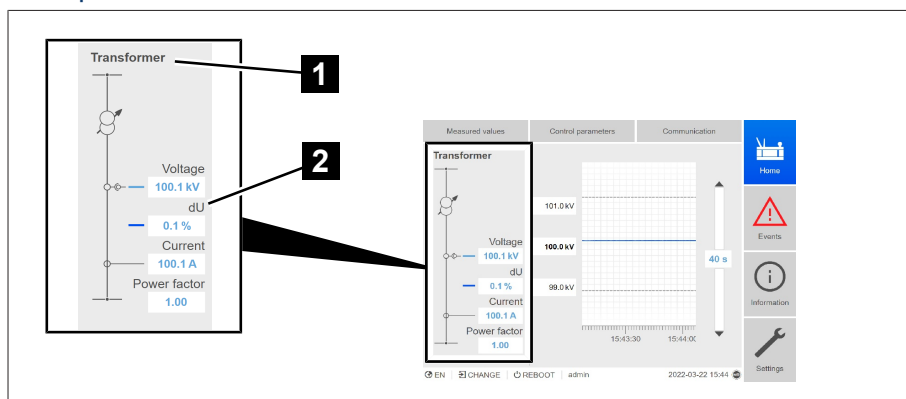 Transformer
1
Voltage
100.1 kV
2
dU
0.1 %
Current
100.1 A
Power factor
1.00
Measured values
Control parameters
Communication
Transformer
Voltage
100.1 kV
dU
0.1 %
Current
100.1 A
Power factor
1.00
101.0 kV
100.0 kV
99.0 kV
15:43:30
15:44:00
40 s
Home
Events
Information
Settings
EN
CHANGE
REBOOT
admin
2022-03-22 15:44